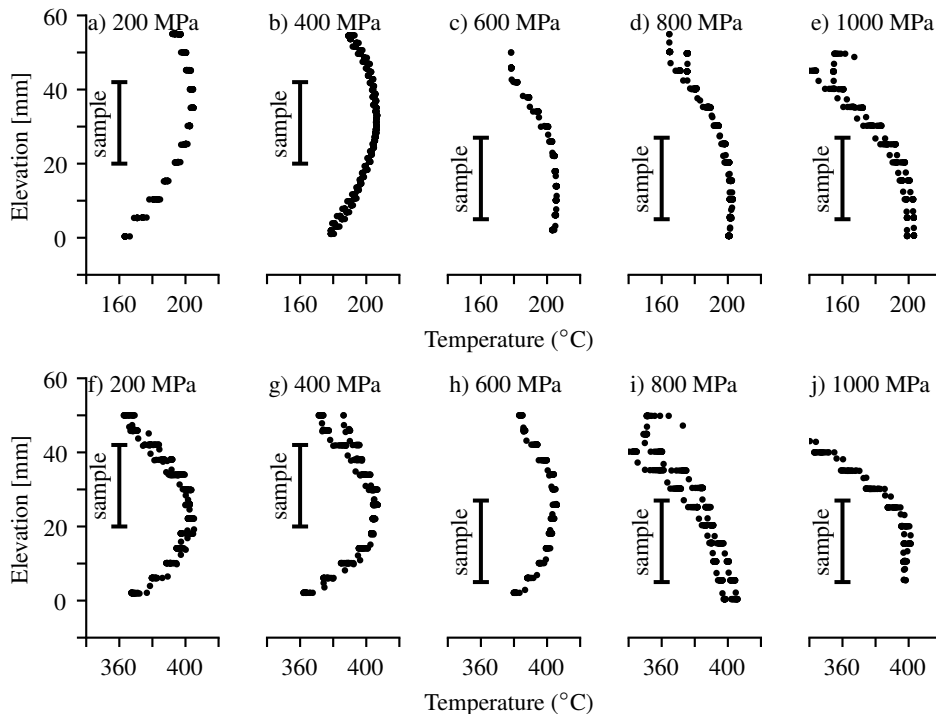 60
a) 200 MPa
b) 400 MPa
c) 600 MPa
d) 800 MPa
e) 1000 MPa
Elevation [mm]
40
20
0
sample
sample
sample
sample
sample
160 200
160 200
160 200
160 200
160 200
Temperature (°C)
60
f) 200 MPa
g) 400 MPa
h) 600 MPa
i) 800 MPa
j) 1000 MPa
Elevation [mm]
40
20
0
sample
sample
sample
sample
sample
360 400
360 400
360 400
360 400
360 400
Temperature (°C)